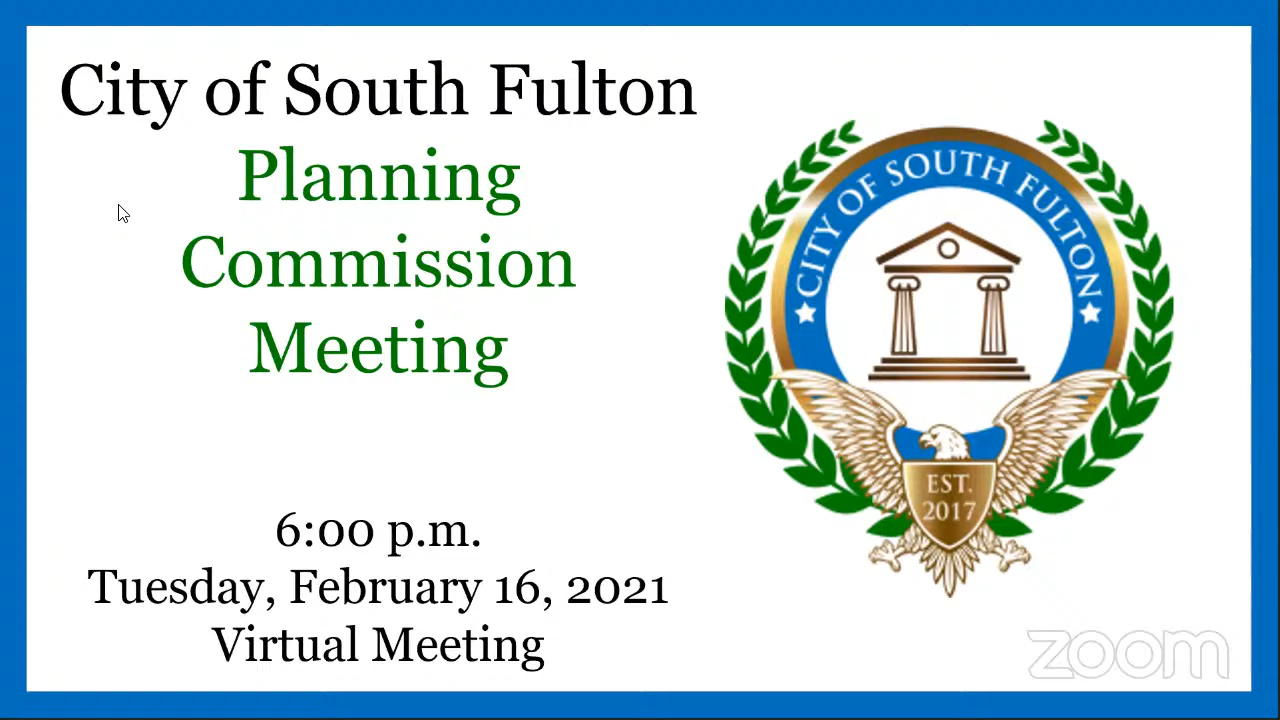 City of South Fulton
Planning
Commission
Meeting
6:00 p.m.
Tuesday, February 16, 2021
Virtual Meeting
CITY OF SOUTH FULTON
EST.
2017
zoom